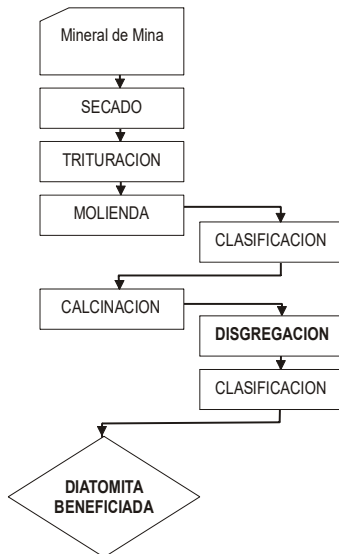 Mineral de Mina
SECADO
TRITURACION
MOLIENDA
CLASIFICACION
CALCINACION
DISGREGACION
CLASIFICACION
DIATOMITA
BENEFICIADA